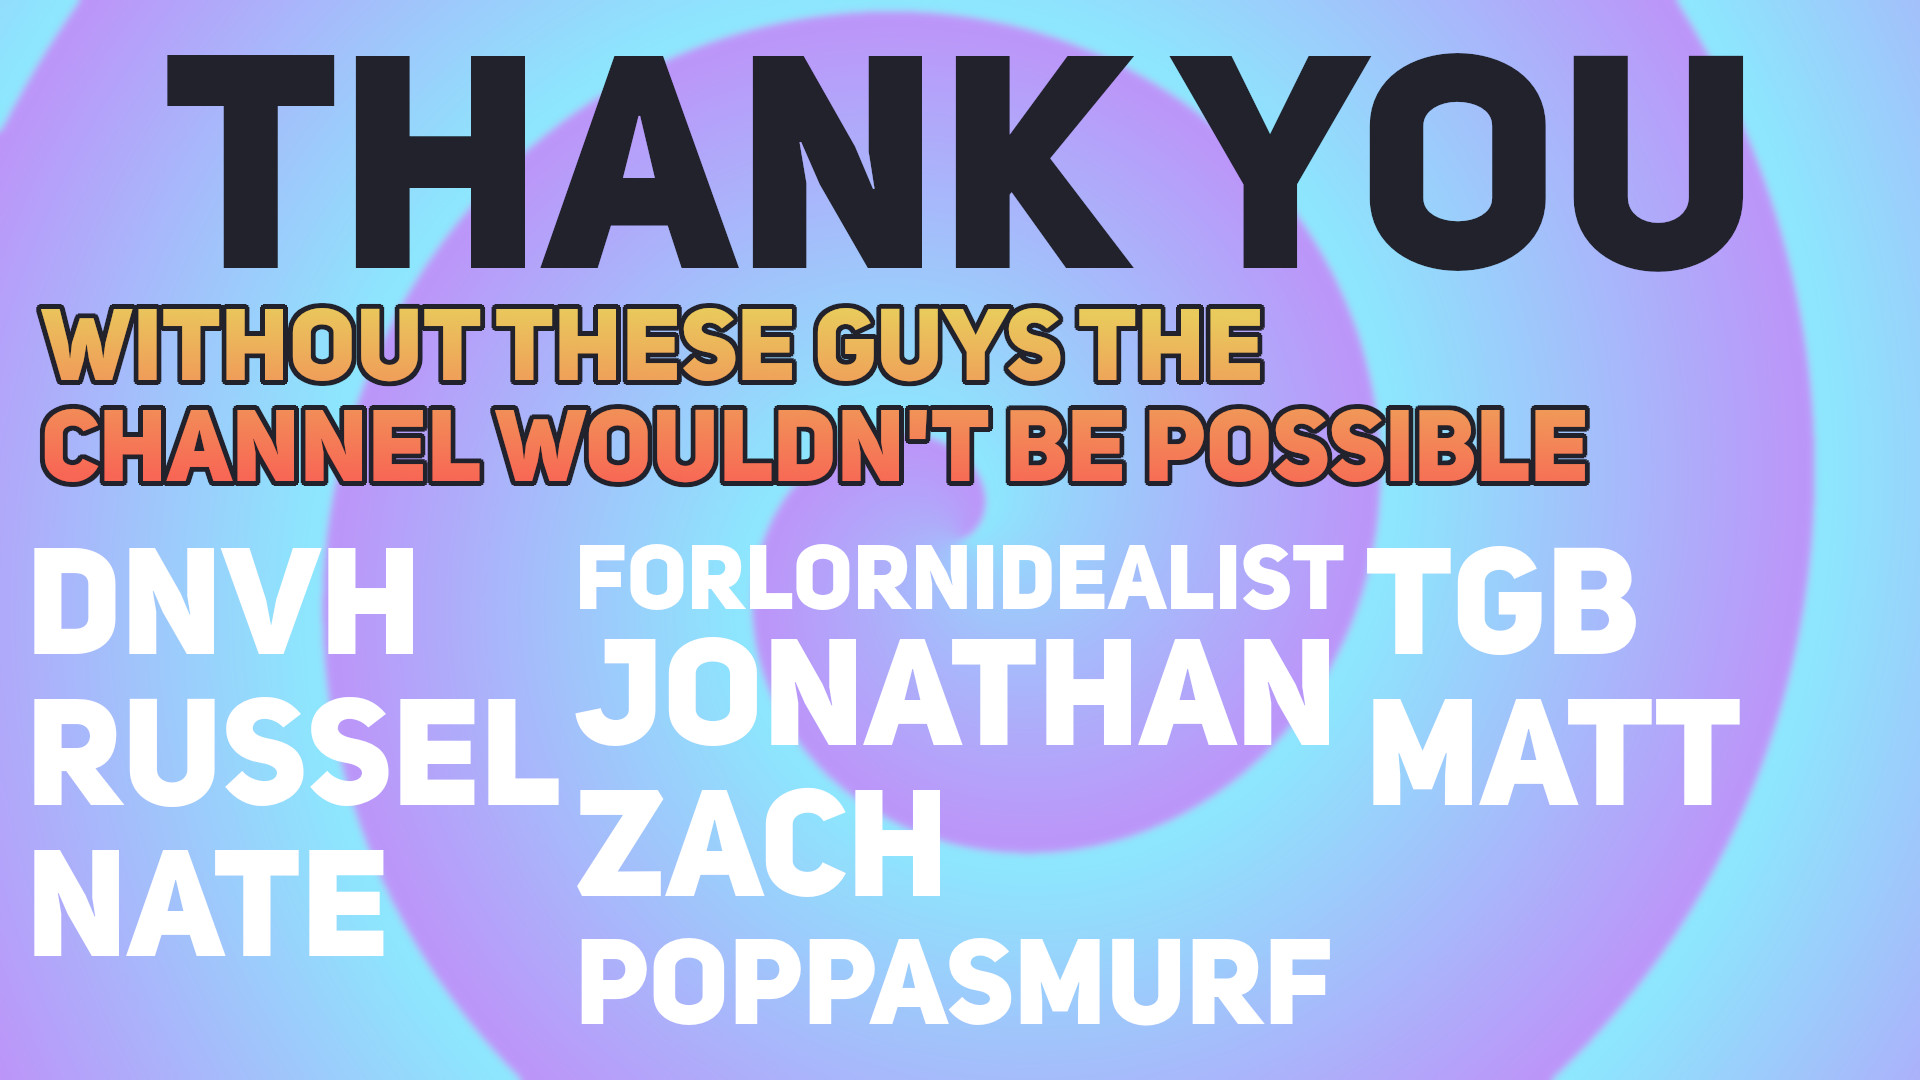 THANK YOU
WITHOUT THESE GUYS THE
CHANNEL WOULDN'T BE POSSIBLE
DNVH
RUSSEL
NATE
FORLORNIDEALIST
JONATHAN
ZACH
POPPASMURF
TGB
MATT